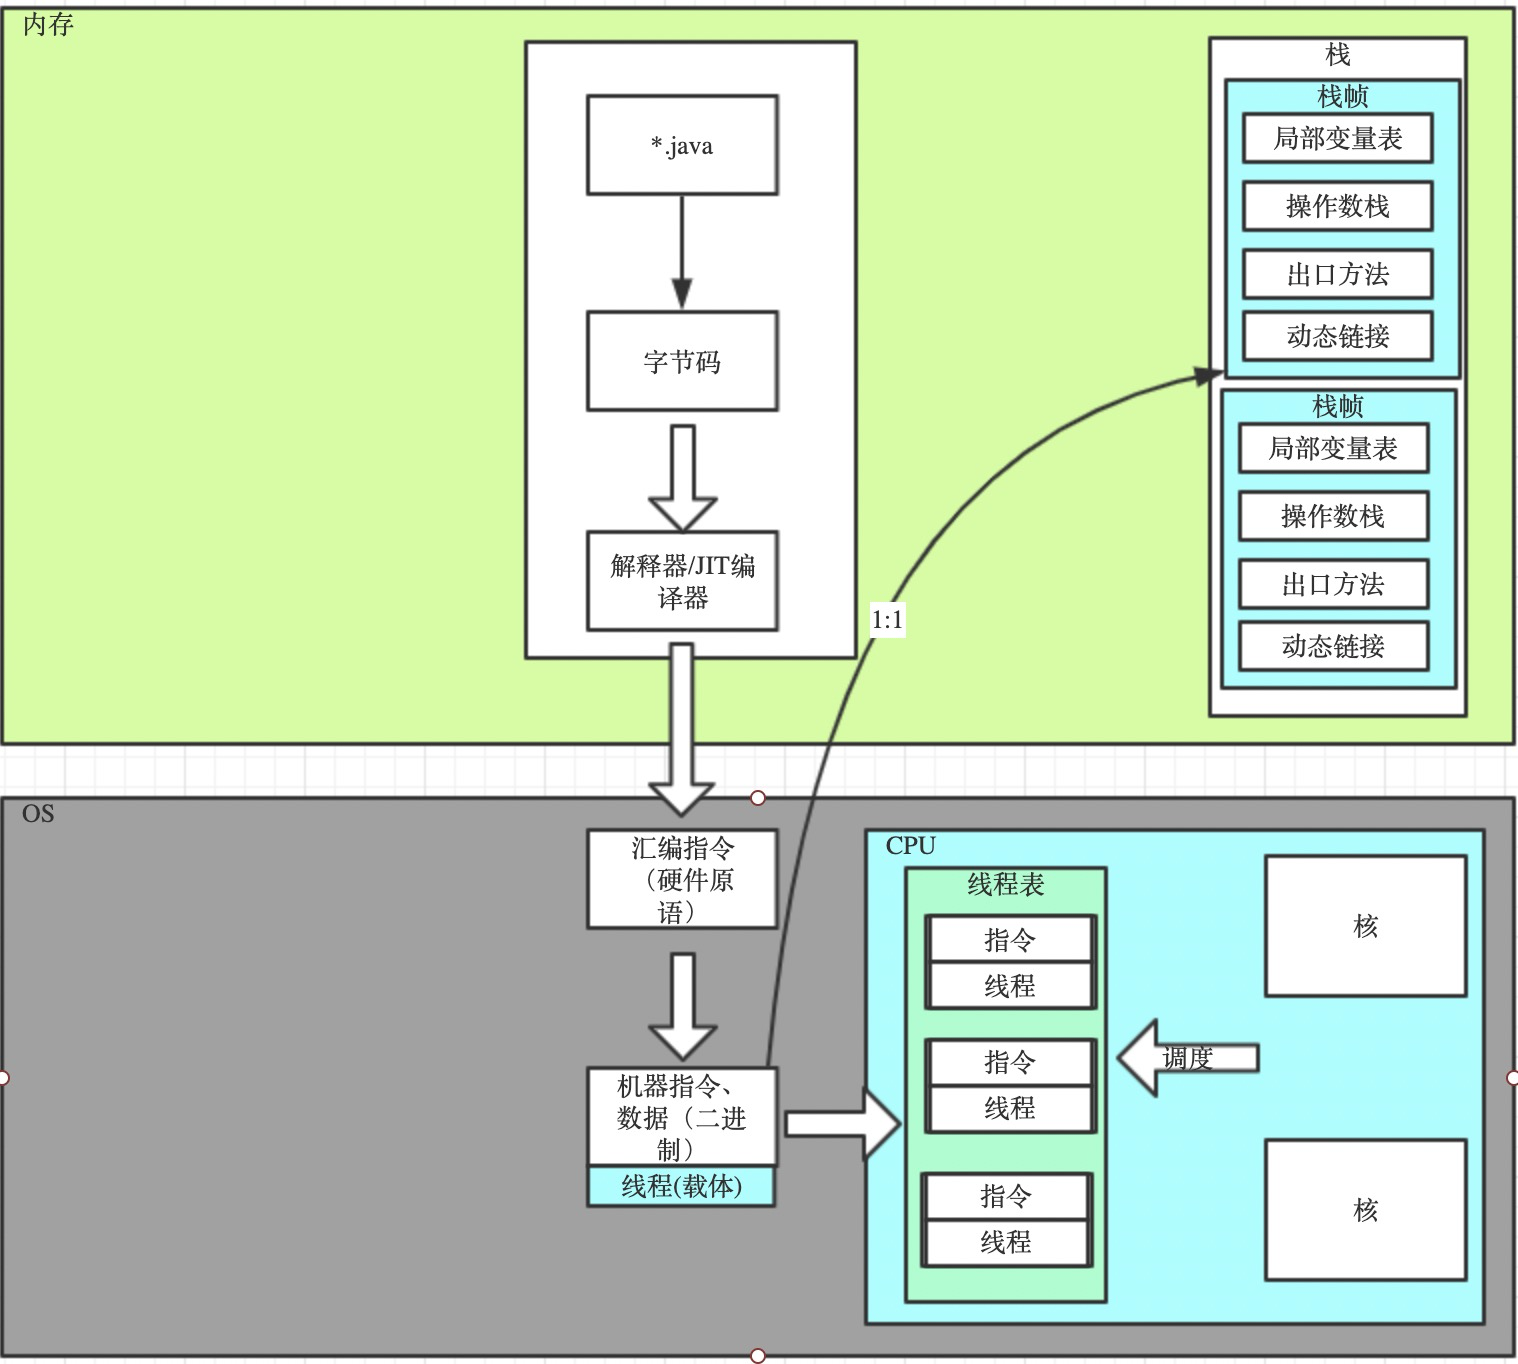 内存
*.java
字节码
解释器/JIT编
译器
1:1
栈
栈帧
局部变量表
操作数栈
出口方法
动态链接
栈帧
局部变量表
操作数栈
出口方法
动态链接
OS
汇编指令
（硬件原
语）
机器指令、
数据（二进
制）
线程(载体)
CPU
线程表
指令
线程
指令
线程
指令
线程
调度
核
核